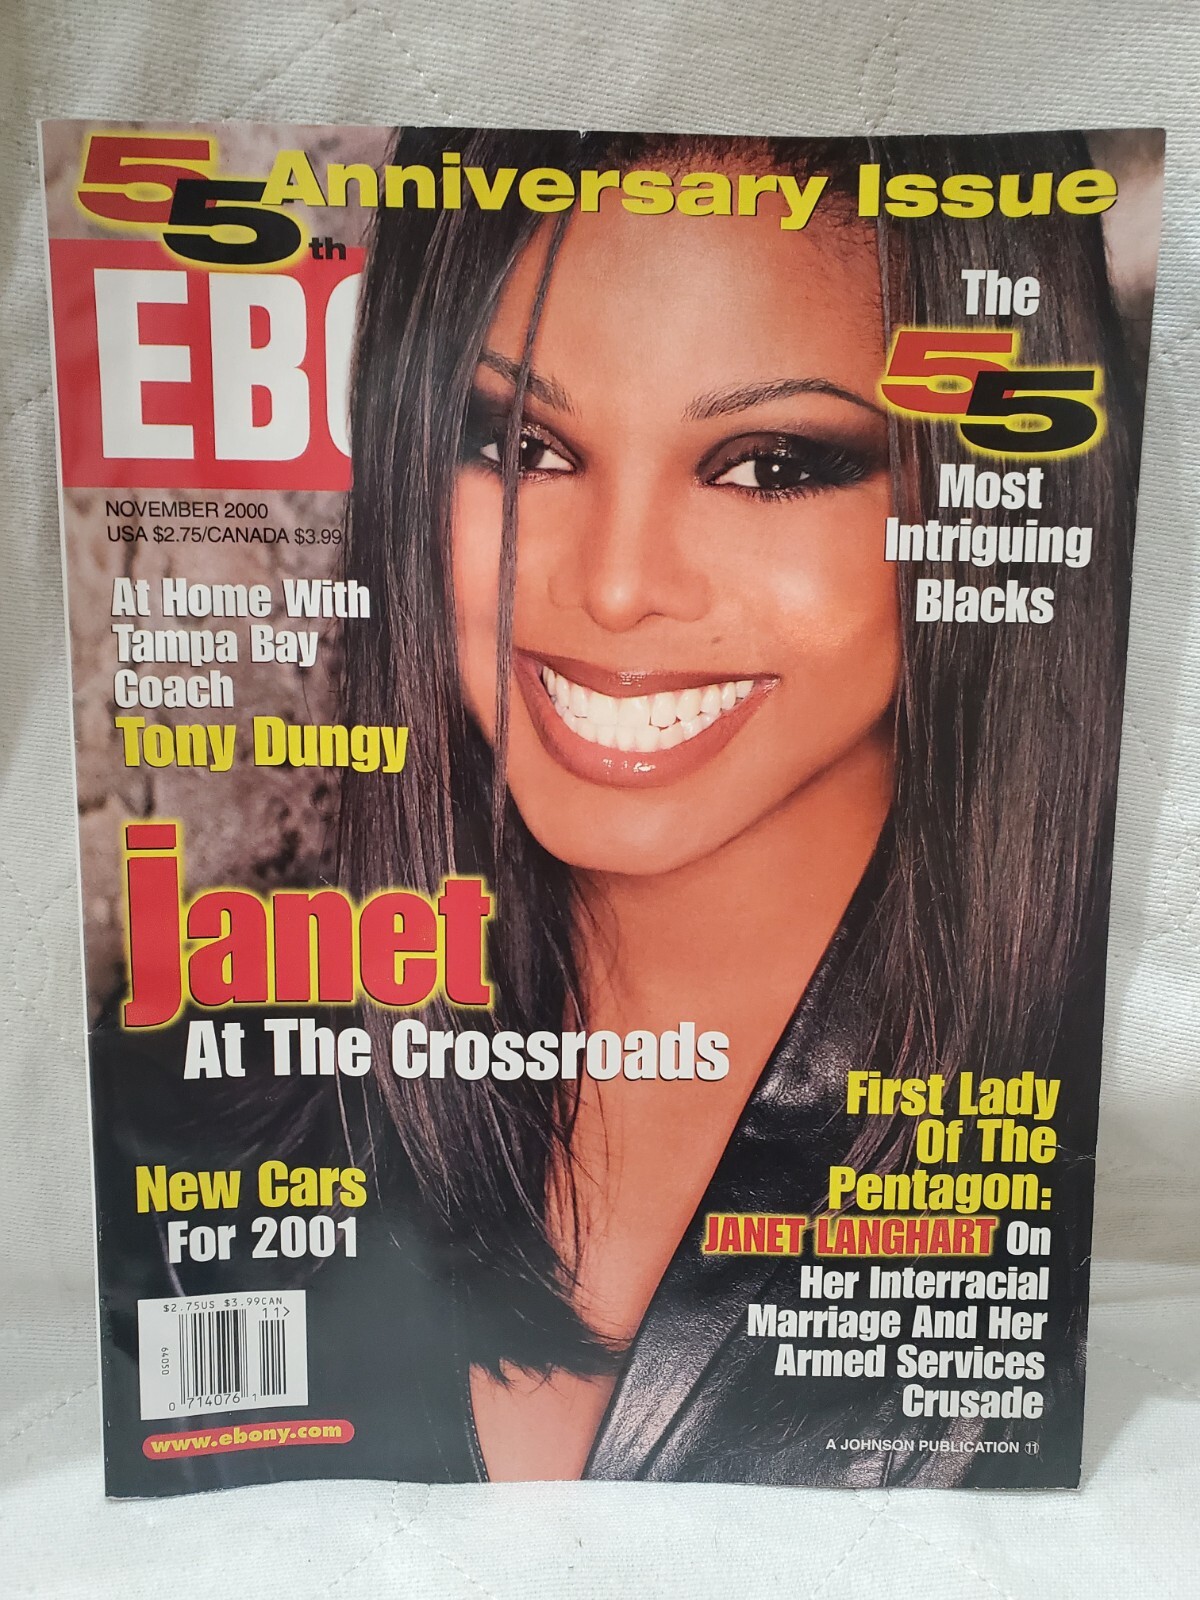 55th Anniversary Issue
EBO
NOVEMBER 2000
USA $2.75/CANADA $3.99
The
55
Most
Intriguing
Blacks
At Home With
Tampa Bay
Coach
Tony Dungy
janet
At The Crossroads
New Cars
For 2001
First Lady
Of The
Pentagon:
JANET LANGHART On
Her Interracial
Marriage And Her
Armed Services
Crusade
$2.75US $3.99CAN
11>
64050
0 714076 1
www.ebony.com
A JOHNSON PUBLICATION 11